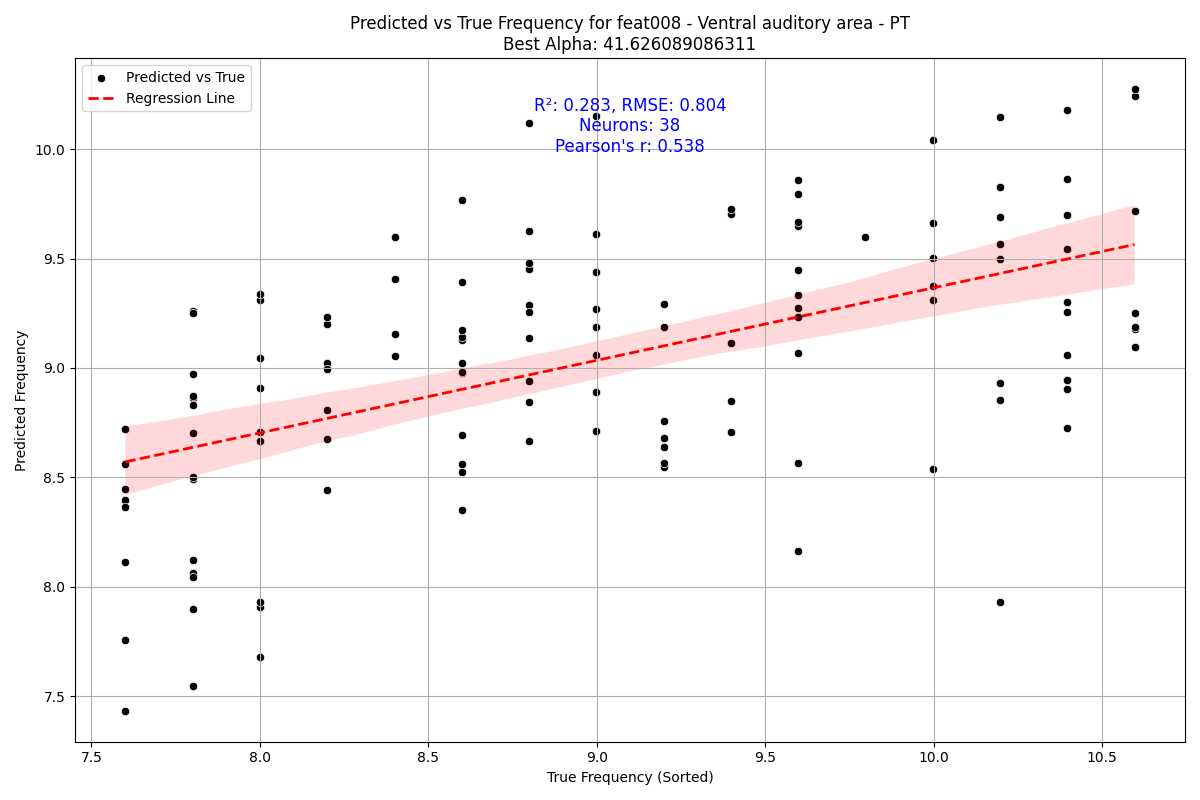 Predicted vs True Frequency for feat008 - Ventral auditory area - PT
Best Alpha: 41.626089086311
Predicted vs True
Regression Line
R²: 0.283, RMSE: 0.804
Neurons: 38
Pearson's r: 0.538
Predicted Frequency
10.0
9.5
9.0
8.5
8.0
7.5
7.5 8.0 8.5 9.0 9.5 10.0 10.5
True Frequency (Sorted)